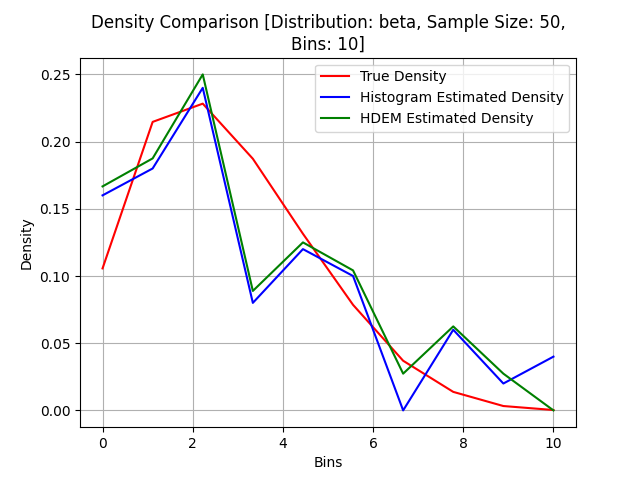 Density Comparison [Distribution: beta, Sample Size: 50,
Bins: 10]
True Density
Histogram Estimated Density
HDEM Estimated Density
0.25
0.20
0.15
0.10
0.05
0.00
Density
0 2 4 6 8 10
Bins